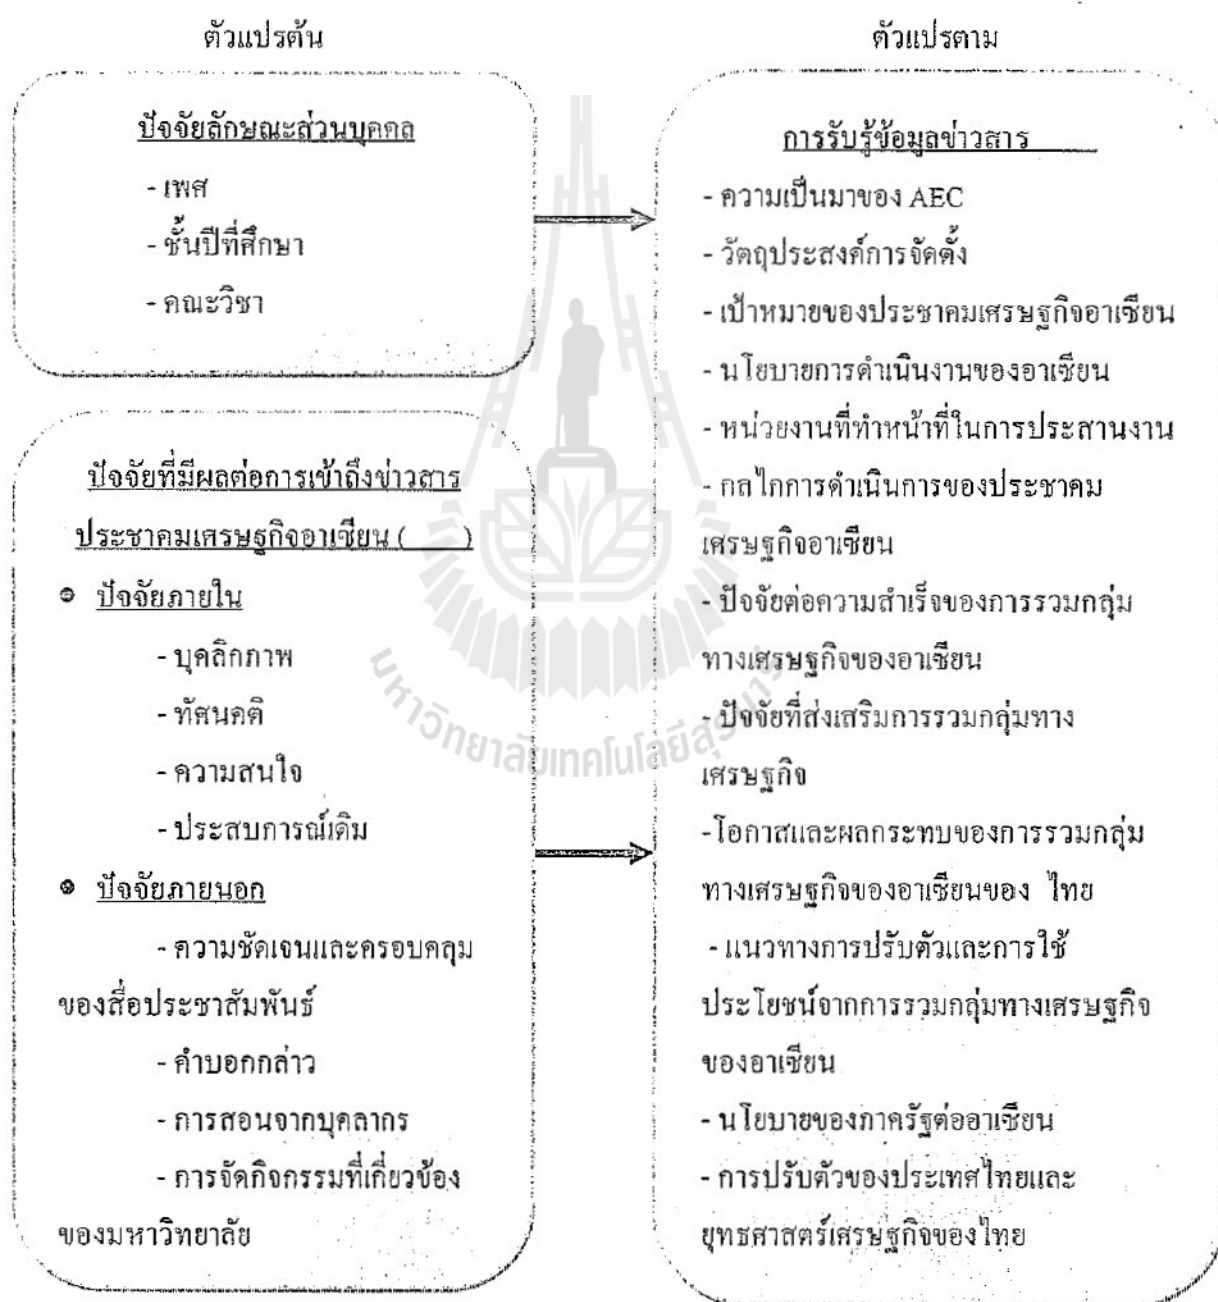 ตัวแปรต้น
ปัจจัยลักษณะส่วนบุคคล
- เพศ
- ชั้นปีที่ศึกษา
- คณะวิชา
ปัจจัยที่มีผลต่อการเข้าถึงข่าวสาร
ประชาคมเศรษฐกิจอาเซียน (____)
ปัจจัยภายใน
- บุคลิกภาพ
- ทัศนคติ
- ความสนใจ
- ประสบการณ์เดิม
ปัจจัยภายนอก
- ความชัดเจนและครอบคลุม
ของสื่อประชาสัมพันธ์
- คำบอกกล่าว
- การสอนจากบุคลากร
- การจัดกิจกรรมที่เกี่ยวข้อง
ของมหาวิทยาลัย
ตัวแปรตาม
การรับรู้ข้อมูลข่าวสาร
- ความเป็นมาของ AEC
- วัตถุประสงค์การจัดตั้ง
- เป้าหมายของประชาคมเศรษฐกิจอาเซียน
- นโยบายการดำเนินงานของอาเซียน
- หน่วยงานที่ทำหน้าที่ในการประสานงาน
- กลไกการดำเนินการของประชาคม
เศรษฐกิจอาเซียน
- ปัจจัยต่อความสำเร็จของการรวมกลุ่ม
ทางเศรษฐกิจของอาเซียน
- ปัจจัยที่ส่งเสริมการรวมกลุ่มทาง
เศรษฐกิจ
-โอกาสและผลกระทบของการรวมกลุ่ม
ทางเศรษฐกิจของอาเซียนของ ไทย
- แนวทางการปรับตัวและการใช้
ประโยชน์จากการรวมกลุ่มทางเศรษฐกิจ
ของอาเซียน
- นโยบายของภาครัฐต่ออาเซียน
- การปรับตัวของประเทศไทยและ
ยุทธศาสตร์เศรษฐกิจของไทย
มหาวิทยาลัยเทคโนโลยีสุรนารี